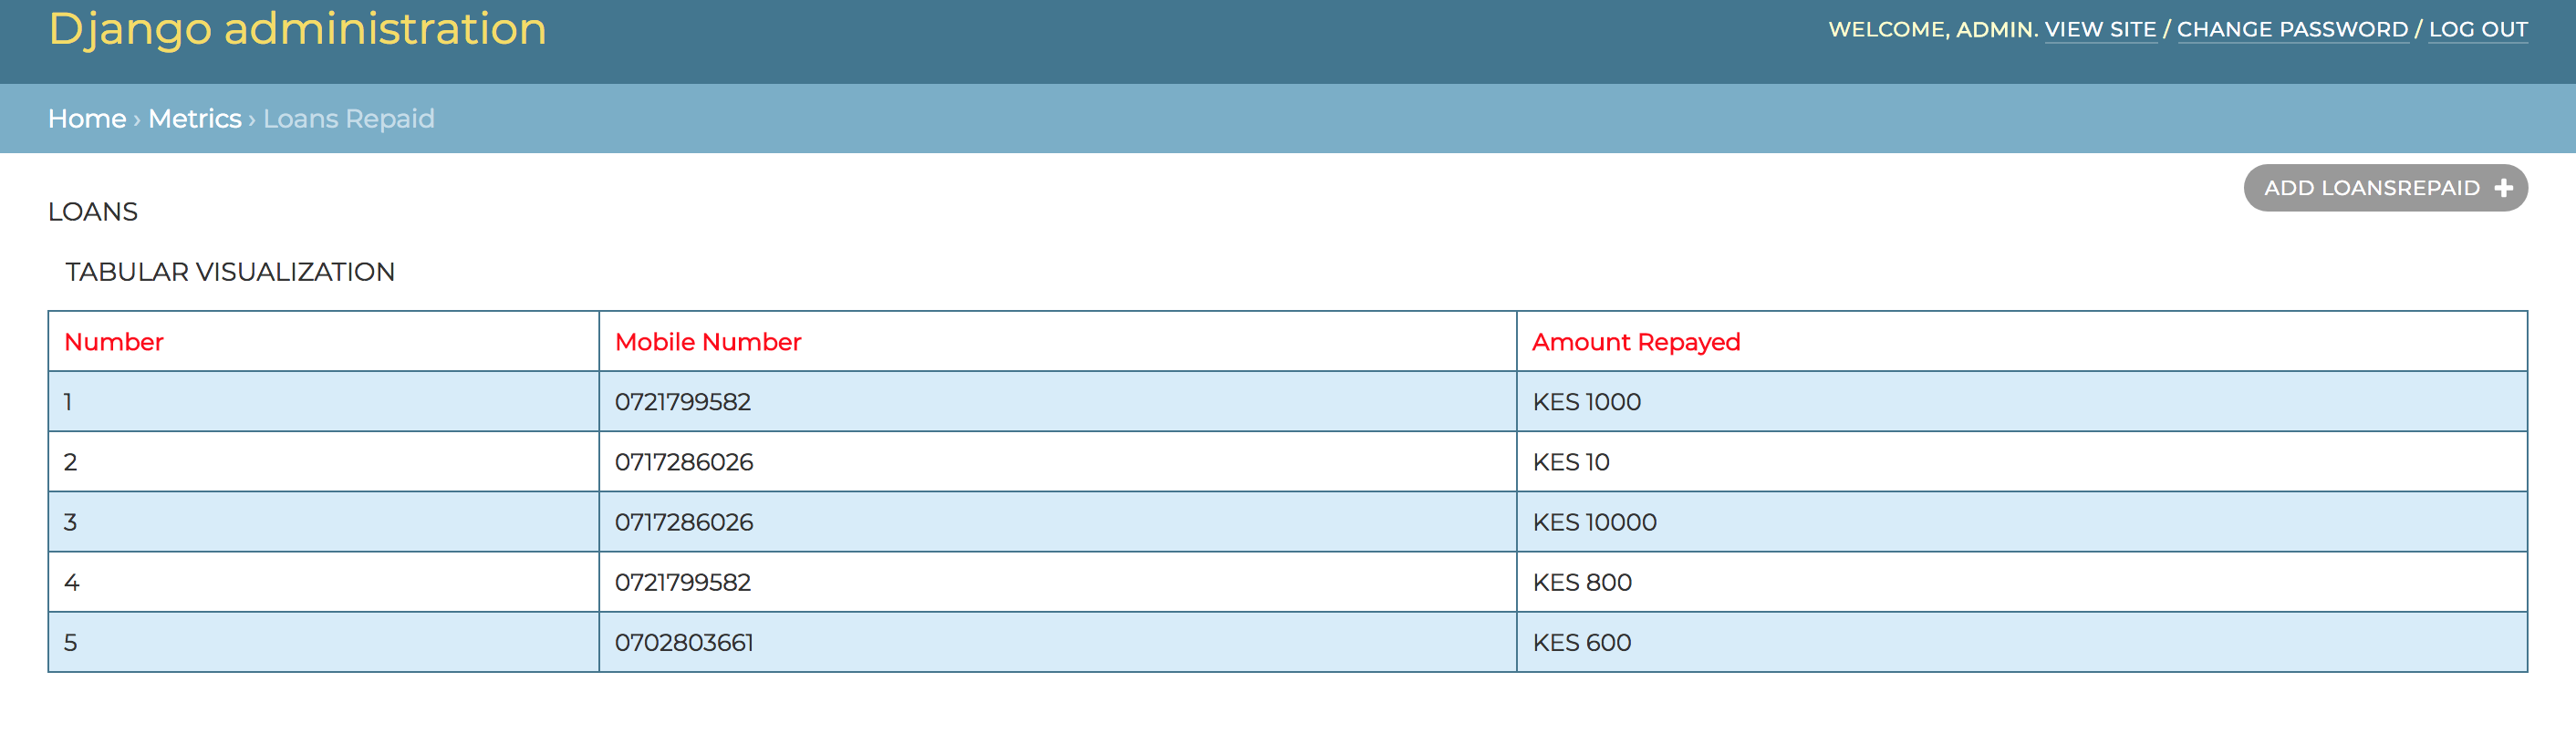 Django administration
WELCOME, ADMIN. VIEW SITE / CHANGE PASSWORD / LOG OUT
Home › Metrics › Loans Repaid
ADD LOANSREPAID +
LOANS
TABULAR VISUALIZATION
Number Mobile Number Amount Repayed
1 0721799582 KES 1000
2 0717286026 KES 10
3 0717286026 KES 10000
4 0721799582 KES 800
5 0702803661 KES 600